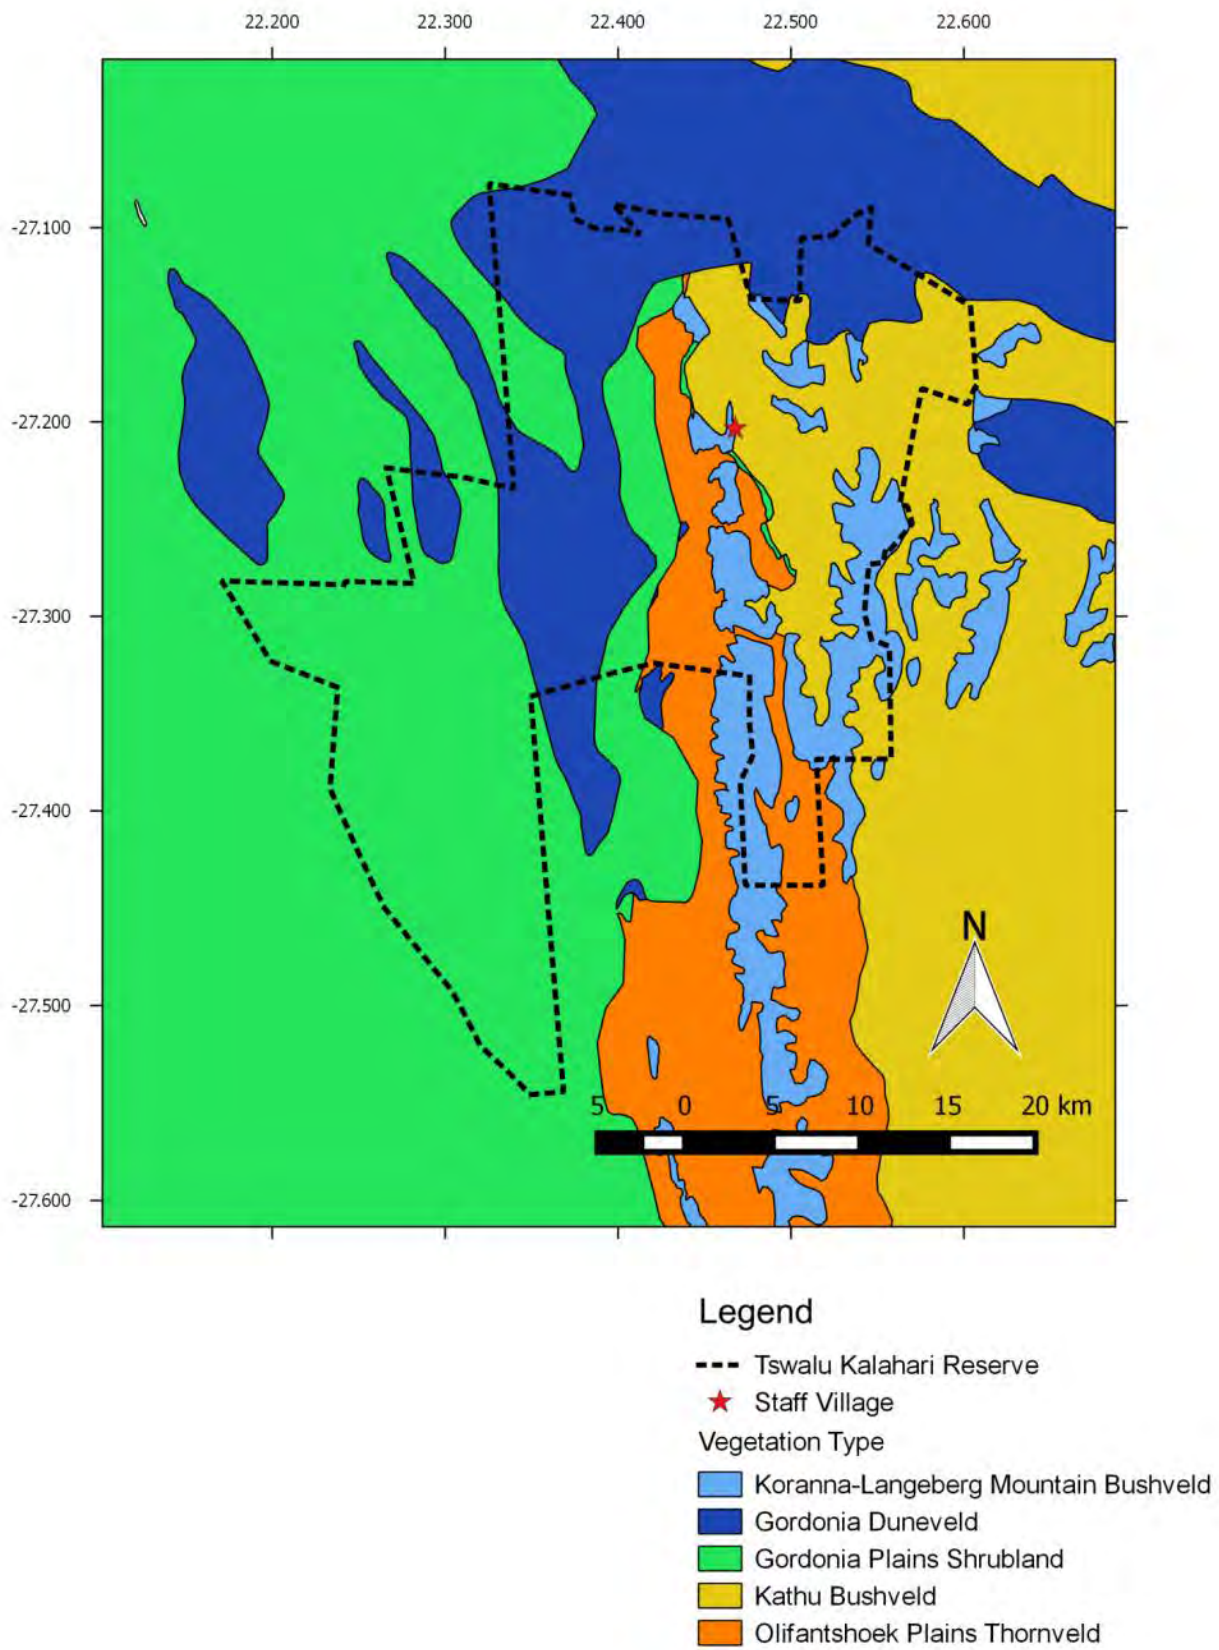 22.200 22.300 22.400 22.500 22.600
-27.100
-27.200
-27.300
-27.400
N
-27.500
5 0 5 10 15 20 km
-27.600
Legend
Tswalu Kalahari Reserve
Staff Village
Vegetation Type
Koranna-Langeberg Mountain Bushveld
Gordonia Duneveld
Gordonia Plains Shrubland
Kathu Bushveld
Olifantshoek Plains Thornveld